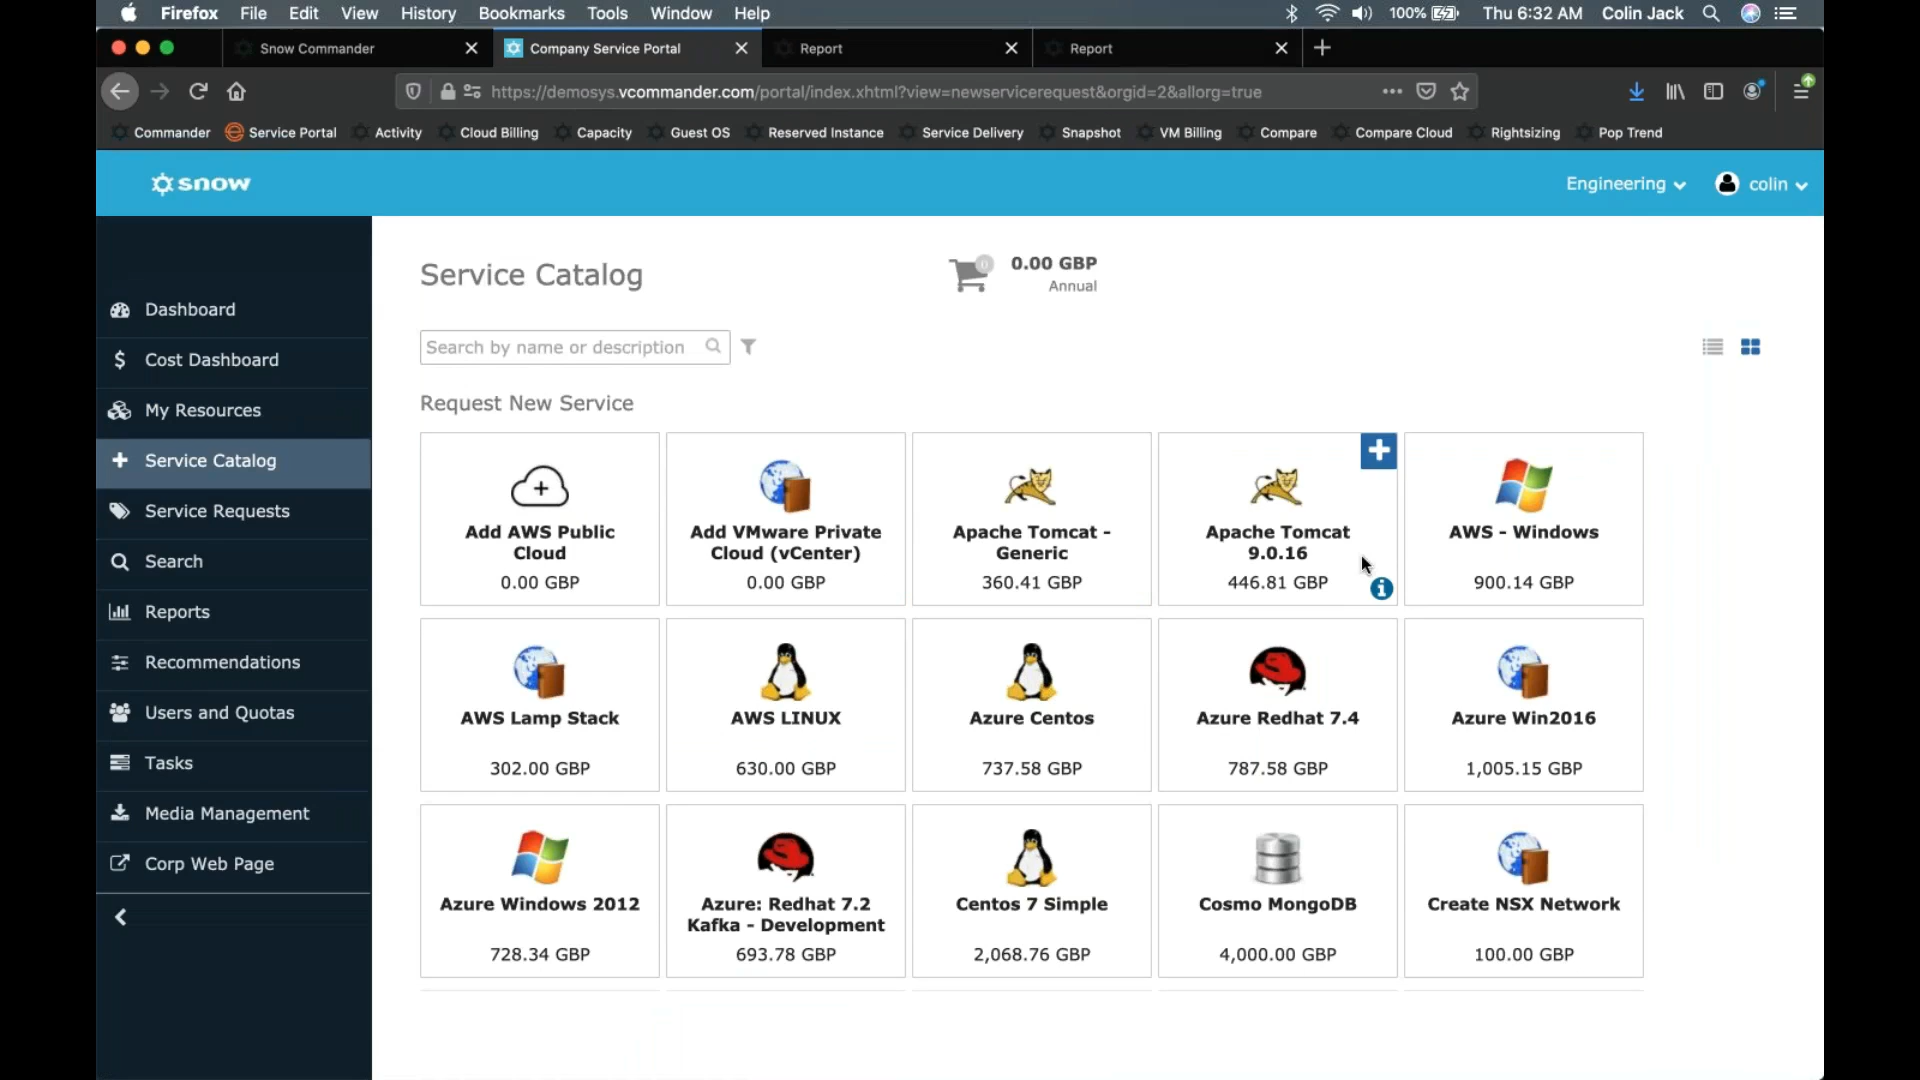 Firefox File Edit View History Bookmarks Tools Window Help 100% Thu 6:32 AM Colin Jack
Snow Commander Company Service Portal Report Report
https://demosys.vcommander.com/portal/index.xhtml?view=newservicerequest&orgid=2&allorg=true
Commander Service Portal Activity Cloud Billing Capacity Guest OS Reserved Instance Service Delivery Snapshot VM Billing Compare Compare Cloud Rightsizing Pop Trend
snow Engineering colin
Dashboard
Cost Dashboard
My Resources
Service Catalog
Service Requests
Search
Reports
Recommendations
Users and Quotas
Tasks
Media Management
Corp Web Page
Service Catalog
0
0.00 GBP
Annual
Search by name or description
Request New Service
Add AWS Public
Cloud
0.00 GBP
Add VMware Private
Cloud (vCenter)
0.00 GBP
Apache Tomcat -
Generic
360.41 GBP
Apache Tomcat
9.0.16
446.81 GBP
AWS - Windows
900.14 GBP
AWS Lamp Stack
302.00 GBP
AWS LINUX
630.00 GBP
Azure Centos
737.58 GBP
Azure Redhat 7.4
787.58 GBP
Azure Win2016
1,005.15 GBP
Azure Windows 2012
728.34 GBP
Azure: Redhat 7.2
Kafka - Development
693.78 GBP
Centos 7 Simple
2,068.76 GBP
Cosmo MongoDB
4,000.00 GBP
Create NSX Network
100.00 GBP